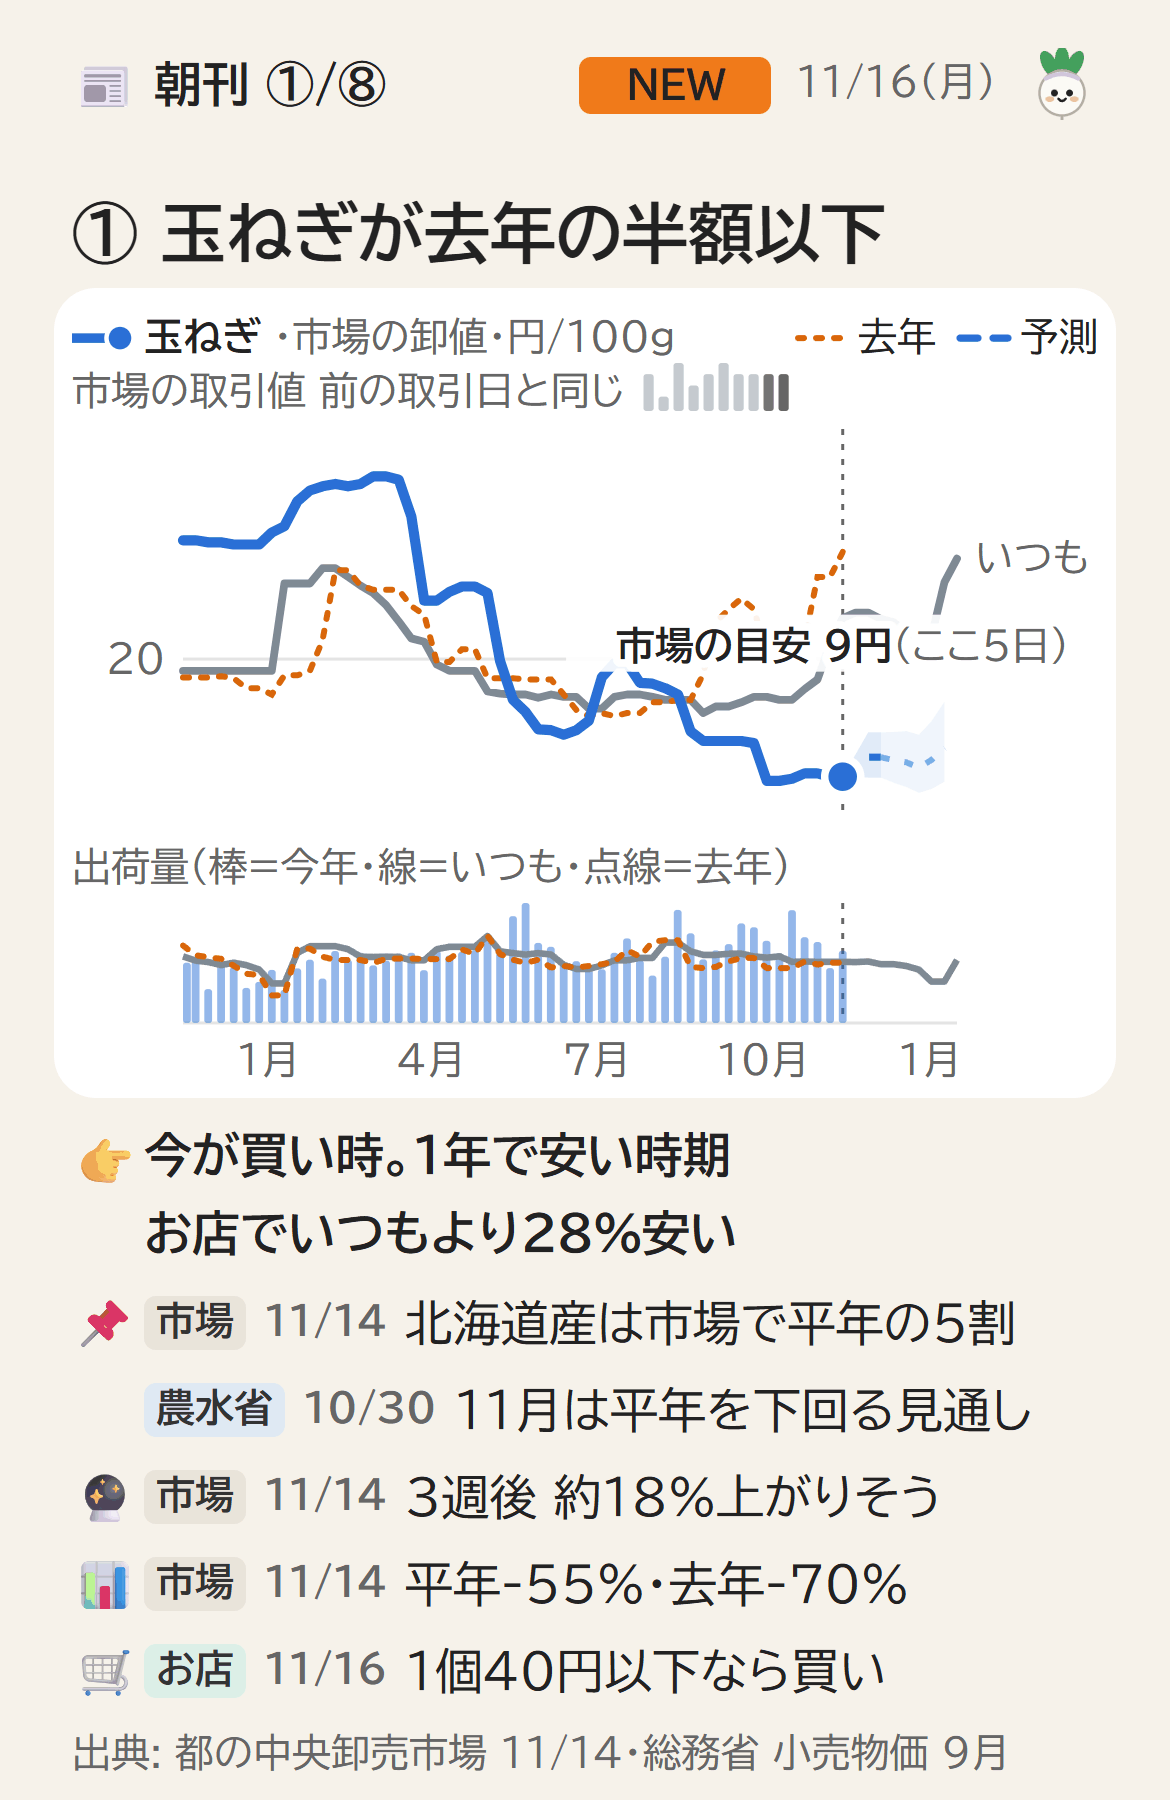 朝刊 ①/⑧ NEW 11/16(月)
① 玉ねぎが去年の半額以下
玉ねぎ・市場の卸値・円/100g 去年 予測
市場の取引値 前の取引日と同じ
いつも
市場の目安 9円(ここ5日)
20
出荷量(棒=今年・線=いつも・点線=去年)
1月 4月 7月 10月 1月
今が買い時。1年で安い時期
お店でいつもより28%安い
市場 11/14 北海道産は市場で平年の5割
農水省 10/30 11月は平年を下回る見通し
市場 11/14 3週後 約18%上がりそう
市場 11/14 平年-55%・去年-70%
お店 11/16 1個40円以下なら買い
出典: 都の中央卸売市場 11/14・総務省 小売物価 9月